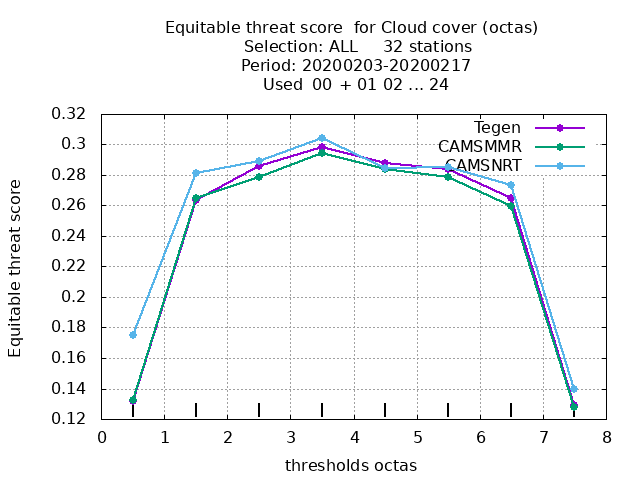 Equitable threat score  for Cloud cover (octas)
Selection: ALL     32 stations
Period: 20200203-20200217
Used  00 + 01 02 ... 24
Equitable threat score
0.32
0.3
0.28
0.26
0.24
0.22
0.2
0.18
0.16
0.14
0.12
Tegen
CAMSMMR
CAMSNRT
0 1 2 3 4 5 6 7 8
thresholds octas